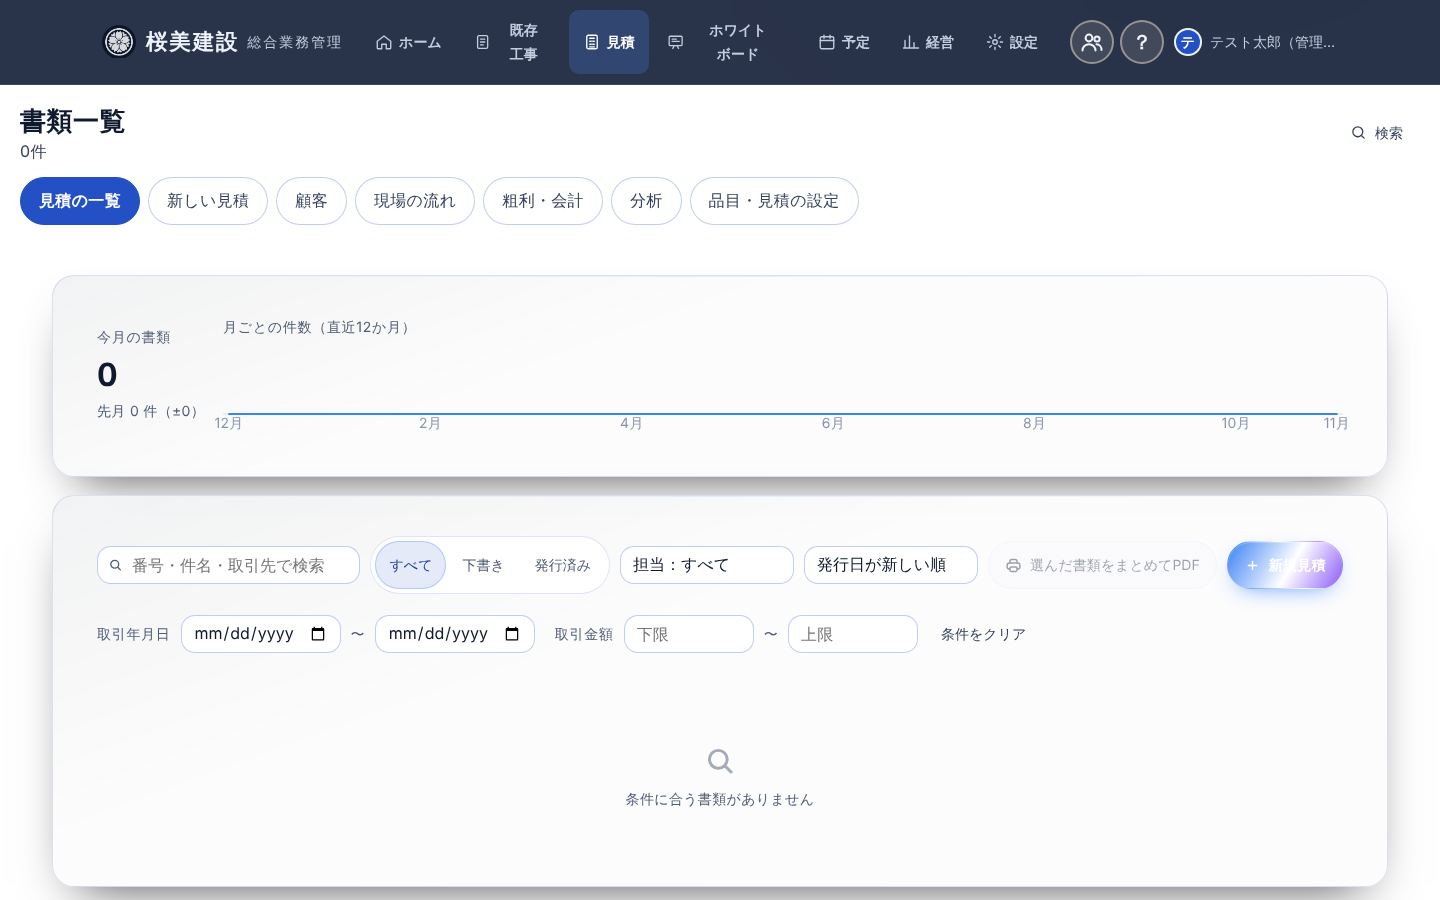 桜美建設 総合業務管理
ホーム
既存
工事
見積
ホワイト
ボード
予定
経営
設定
?
テ テスト太郎（管理...
書類一覧
0件
検索
見積の一覧
新しい見積
顧客
現場の流れ
粗利・会計
分析
品目・見積の設定
今月の書類
0
先月 0 件（±0）
月ごとの件数（直近12か月）
12月 2月 4月 6月 8月 10月 11月
番号・件名・取引先で検索
すべて 下書き 発行済み
担当：すべて
発行日が新しい順
選んだ書類をまとめてPDF
+ 新規見積
取引年月日 mm/dd/yyyy 〜 mm/dd/yyyy 取引金額 下限 〜 上限 条件をクリア
条件に合う書類がありません